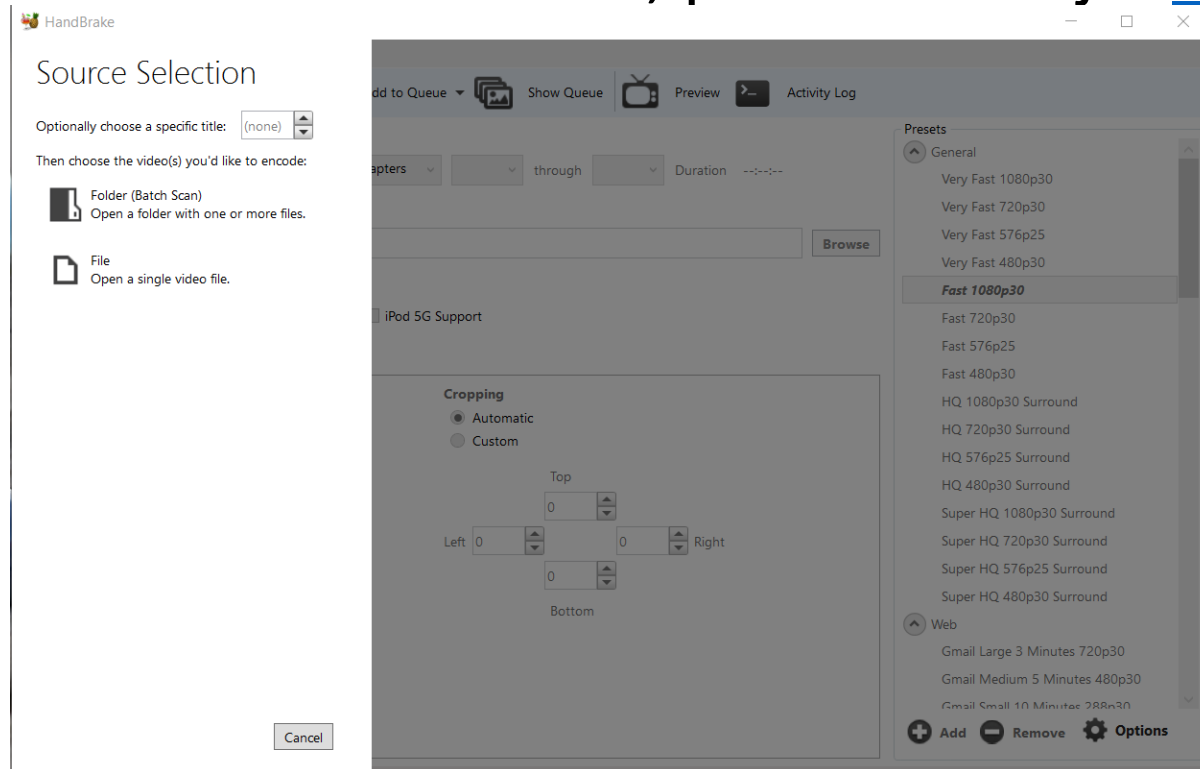 HandBrake
Source Selection
Optionally choose a specific title: (none)
Then choose the video(s) you'd like to encode:
Folder (Batch Scan)
Open a folder with one or more files.
File
Open a single video file.
Cancel
dd to Queue Show Queue Preview Activity Log
apters through Duration --:--:--
Browse
iPod 5G Support
Cropping
Automatic
Custom
Top
0
Left 0 0 Right
0
Bottom
Presets
General
Very Fast 1080p30
Very Fast 720p30
Very Fast 576p25
Very Fast 480p30
Fast 1080p30
Fast 720p30
Fast 576p25
Fast 480p30
HQ 1080p30 Surround
HQ 720p30 Surround
HQ 576p25 Surround
HQ 480p30 Surround
Super HQ 1080p30 Surround
Super HQ 720p30 Surround
Super HQ 576p25 Surround
Super HQ 480p30 Surround
Web
Gmail Large 3 Minutes 720p30
Gmail Medium 5 Minutes 480p30
Gmail Small 10 Minutes 288p30
Add Remove Options